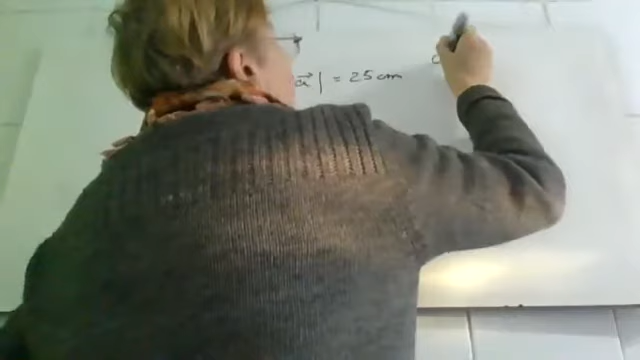 a⃗| = 25 cm